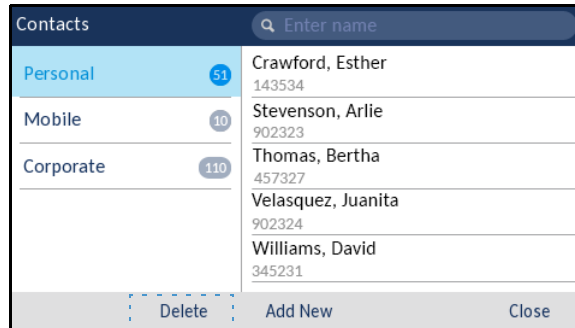 Contacts
Enter name
Personal 51
Mobile 10
Corporate 110
Crawford, Esther
143534
Stevenson, Arlie
902323
Thomas, Bertha
457327
Velasquez, Juanita
902324
Williams, David
345231
Delete Add New Close